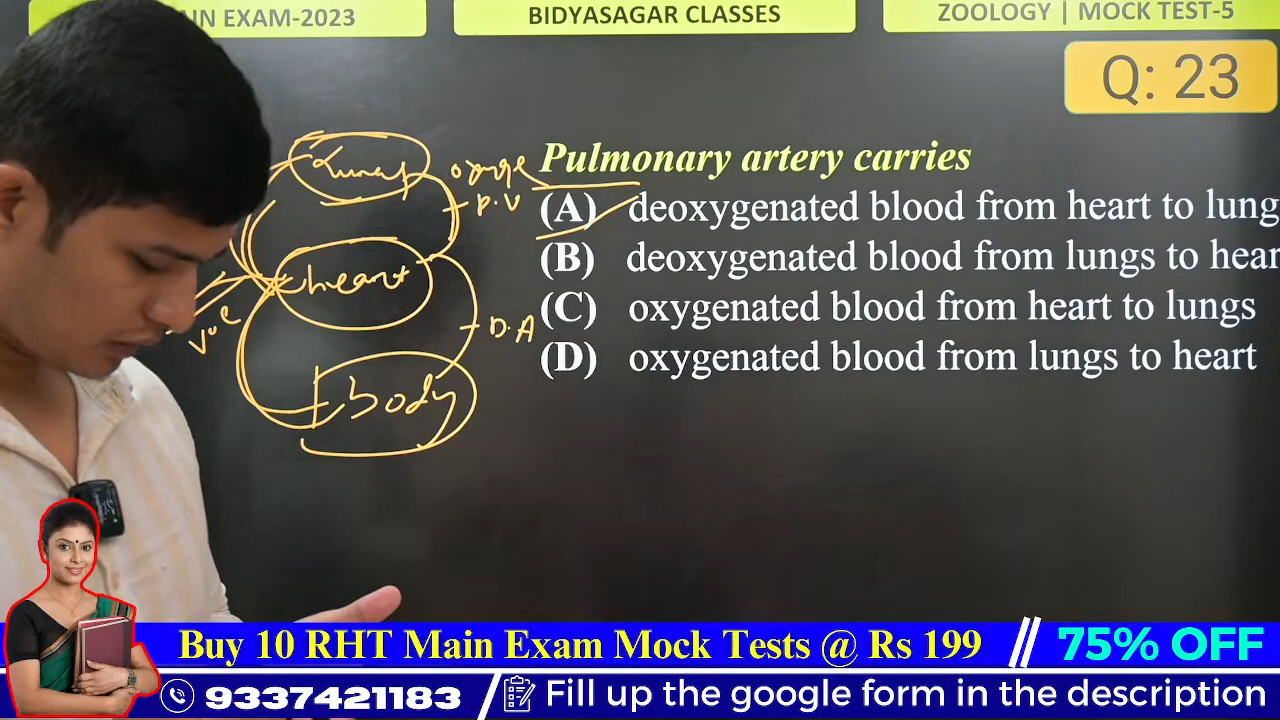 IN EXAM-2023
BIDYASAGAR CLASSES
ZOOLOGY | MOCK TEST-5
Q: 23
Pulmonary artery carries
(A) deoxygenated blood from heart to lung
(B) deoxygenated blood from lungs to hear
(C) oxygenated blood from heart to lungs
(D) oxygenated blood from lungs to heart
P.V
heart
D.A
body
Buy 10 RHT Main Exam Mock Tests @ Rs 199 // 75% OFF
9337421183 / Fill up the google form in the description